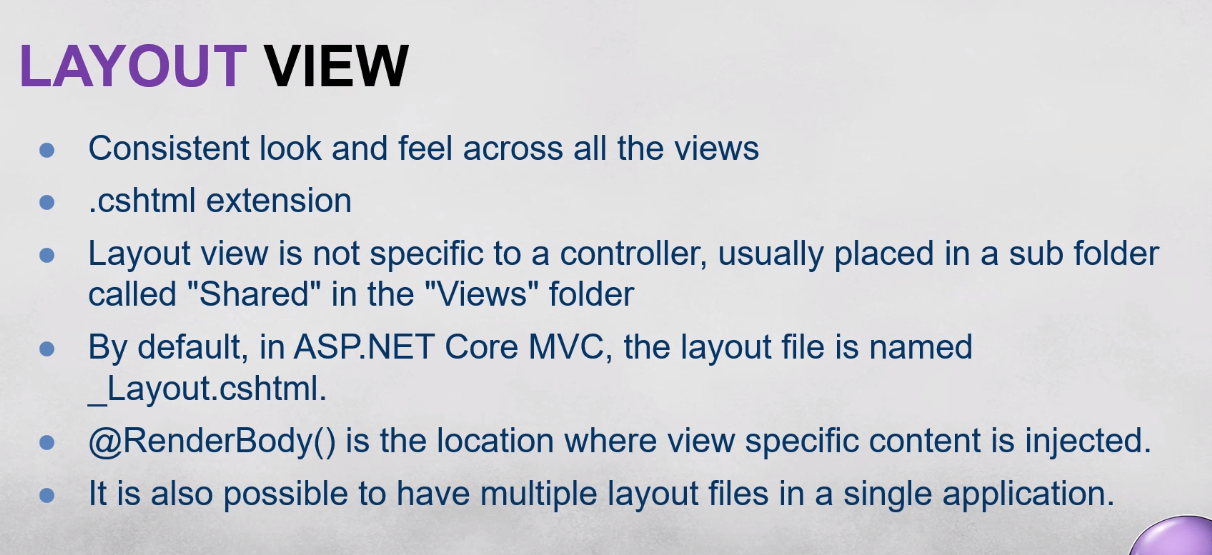 LAYOUT VIEW
Consistent look and feel across all the views
.cshtml extension
Layout view is not specific to a controller, usually placed in a sub folder
called "Shared" in the "Views" folder
By default, in ASP.NET Core MVC, the layout file is named
_Layout.cshtml.
@RenderBody() is the location where view specific content is injected.
It is also possible to have multiple layout files in a single application.